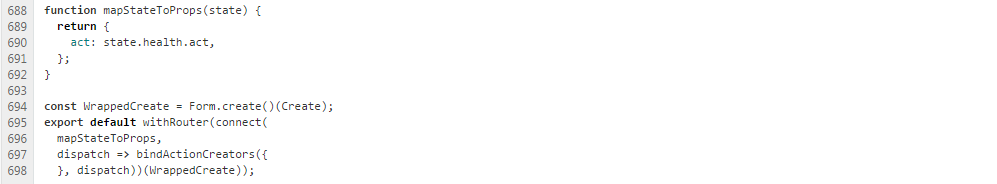 688 function mapStateToProps(state) {
689   return {
690     act: state.health.act,
691   };
692 }
693
694 const WrappedCreate = Form.create()(Create);
695 export default withRouter(connect(
696   mapStateToProps,
697   dispatch => bindActionCreators({
698   }, dispatch))(WrappedCreate));